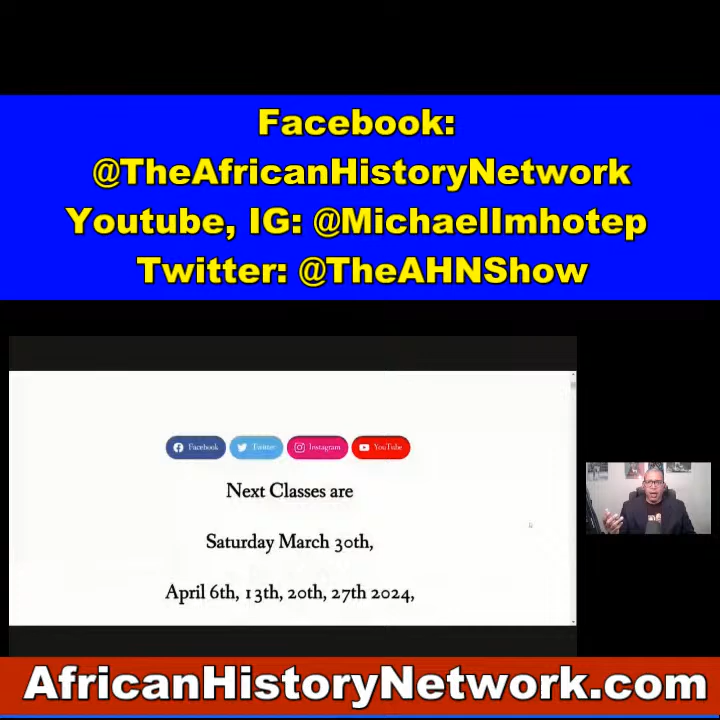 Facebook:
@TheAfricanHistoryNetwork
Youtube, IG: @MichaelImhotep
Twitter: @TheAHNShow
Facebook Twitter Instagram YouTube
Next Classes are
Saturday March 30th,
April 6th, 13th, 20th, 27th 2024,
AfricanHistoryNetwork.com